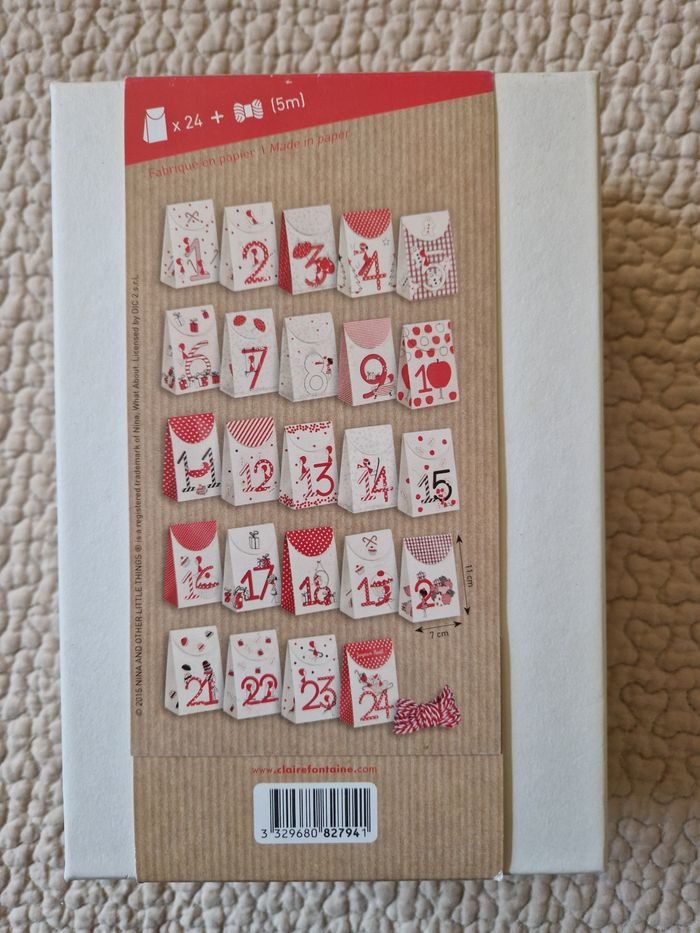 x 24 + (5m)
Fabriqué en papier \ Made in paper
1 2 3 4 5
6 7 8 9 10
11 12 13 14 15
16 17 18 19 20
11 cm
7 cm
21 22 23 24
© 2015 NINA AND OTHER LITTLE THINGS ® is a registered trademark of Nina, What About. Licensed by DIC 2 s.r.l.
www.clairefontaine.com
3 329680 827941